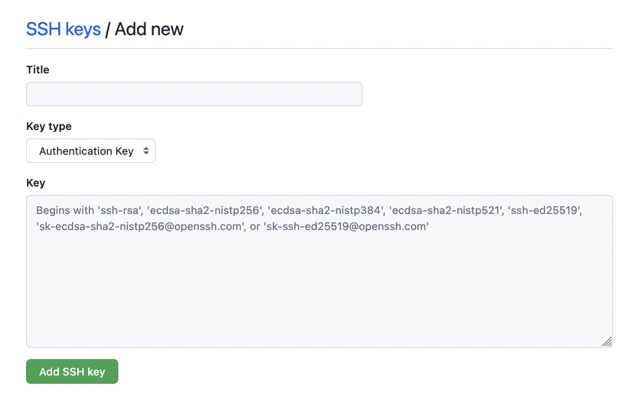 SSH keys / Add new
Title
Key type
Authentication Key
Key
Begins with 'ssh-rsa', 'ecdsa-sha2-nistp256', 'ecdsa-sha2-nistp384', 'ecdsa-sha2-nistp521', 'ssh-ed25519',
'sk-ecdsa-sha2-nistp256@openssh.com', or 'sk-ssh-ed25519@openssh.com'
Add SSH key